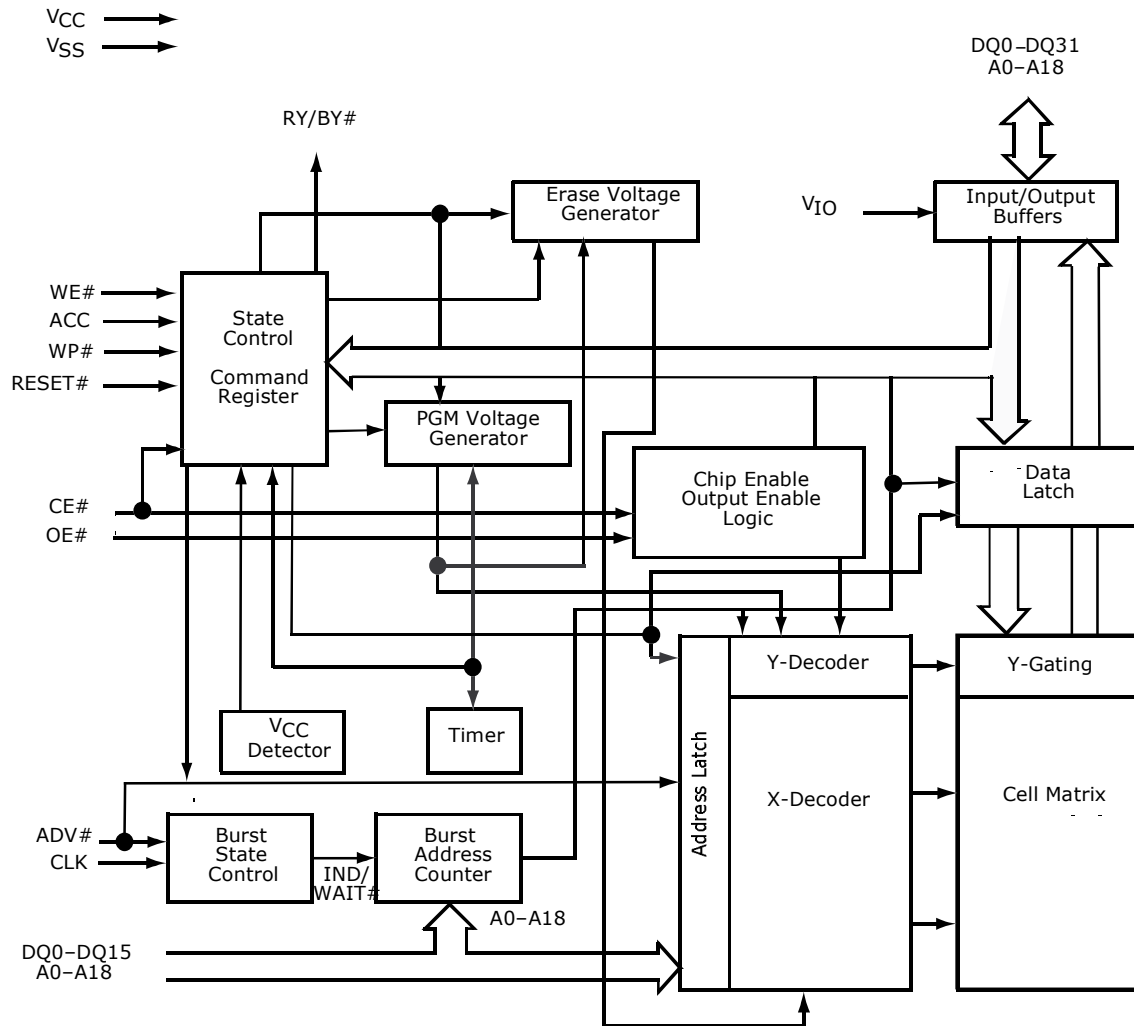 VCC
VSS
DQ0–DQ31
A0–A18
RY/BY#
Erase Voltage
Generator
VIO
Input/Output
Buffers
WE#
ACC
WP#
RESET#
State
Control
Command
Register
PGM Voltage
Generator
Chip Enable
Output Enable
Logic
Data
Latch
CE#
OE#
Y-Decoder
Y-Gating
VCC
Detector
Timer
Address Latch
X-Decoder
Cell Matrix
ADV#
CLK
Burst
State
Control
IND/
WAIT#
Burst
Address
Counter
A0–A18
DQ0–DQ15
A0–A18